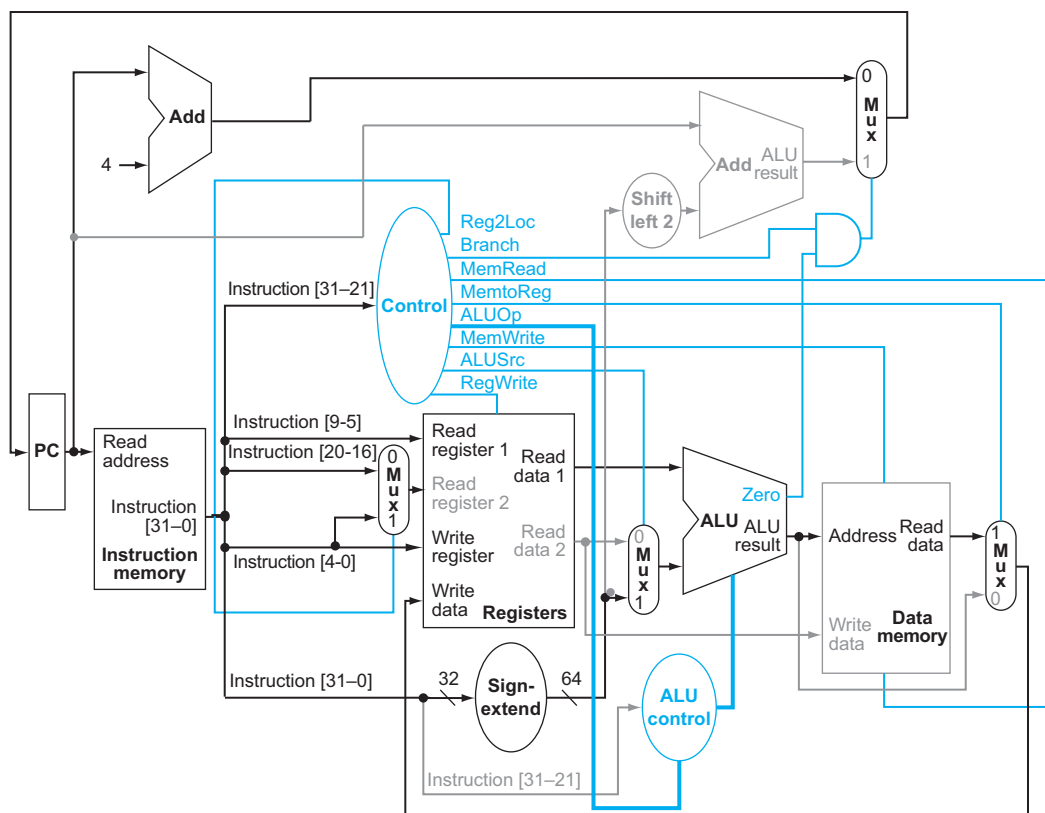 0
Mux
1
Add
4
Add
ALU
result
Shift
left 2
Reg2Loc
Branch
MemRead
MemtoReg
ALUOp
MemWrite
ALUSrc
RegWrite
Control
Instruction [31–21]
PC
Read
address
Instruction
[31–0]
Instruction
memory
Instruction [9-5]
Instruction [20-16]
Instruction [4-0]
0
Mux
1
Read
register 1
Read
register 2
Write
register
Write
data
Read
data 1
Read
data 2
Registers
0
Mux
1
Zero
ALU
ALU
result
Address
Read
data
Write
data
Data
memory
1
Mux
0
Instruction [31–0]
32
Sign-
extend
64
ALU
control
Instruction [31–21]